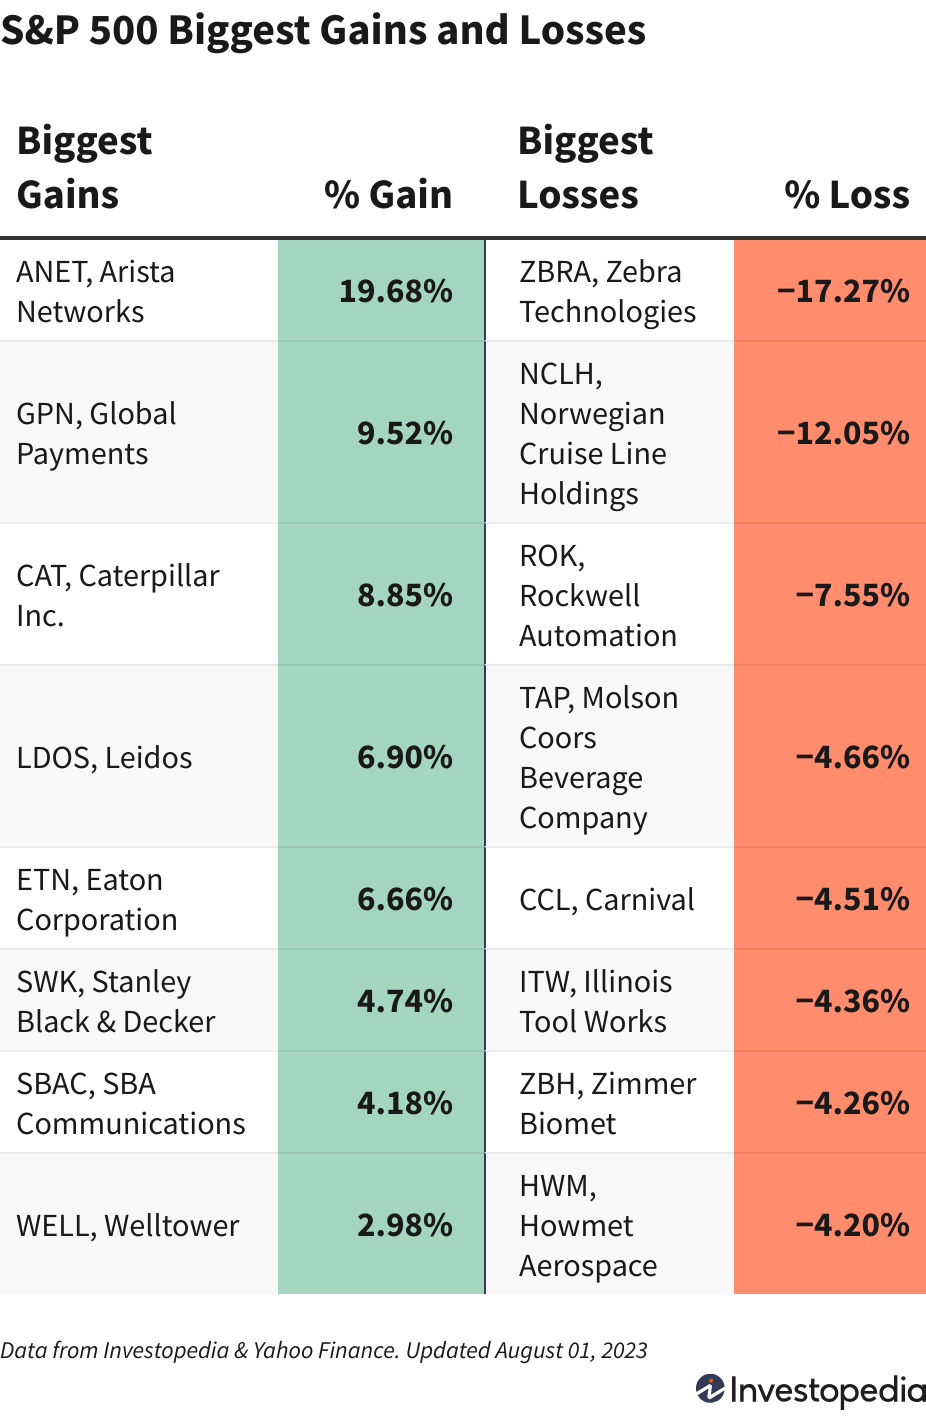 S&P 500 Biggest Gains and Losses
Biggest
Gains
% Gain
Biggest
Losses
% Loss
ANET, Arista
Networks
19.68%
ZBRA, Zebra
Technologies
−17.27%
GPN, Global
Payments
9.52%
NCLH,
Norwegian
Cruise Line
Holdings
−12.05%
CAT, Caterpillar
Inc.
8.85%
ROK,
Rockwell
Automation
−7.55%
LDOS, Leidos
6.90%
TAP, Molson
Coors
Beverage
Company
−4.66%
ETN, Eaton
Corporation
6.66%
CCL, Carnival
−4.51%
SWK, Stanley
Black & Decker
4.74%
ITW, Illinois
Tool Works
−4.36%
SBAC, SBA
Communications
4.18%
ZBH, Zimmer
Biomet
−4.26%
WELL, Welltower
2.98%
HWM,
Howmet
Aerospace
−4.20%
Data from Investopedia & Yahoo Finance. Updated August 01, 2023
Investopedia